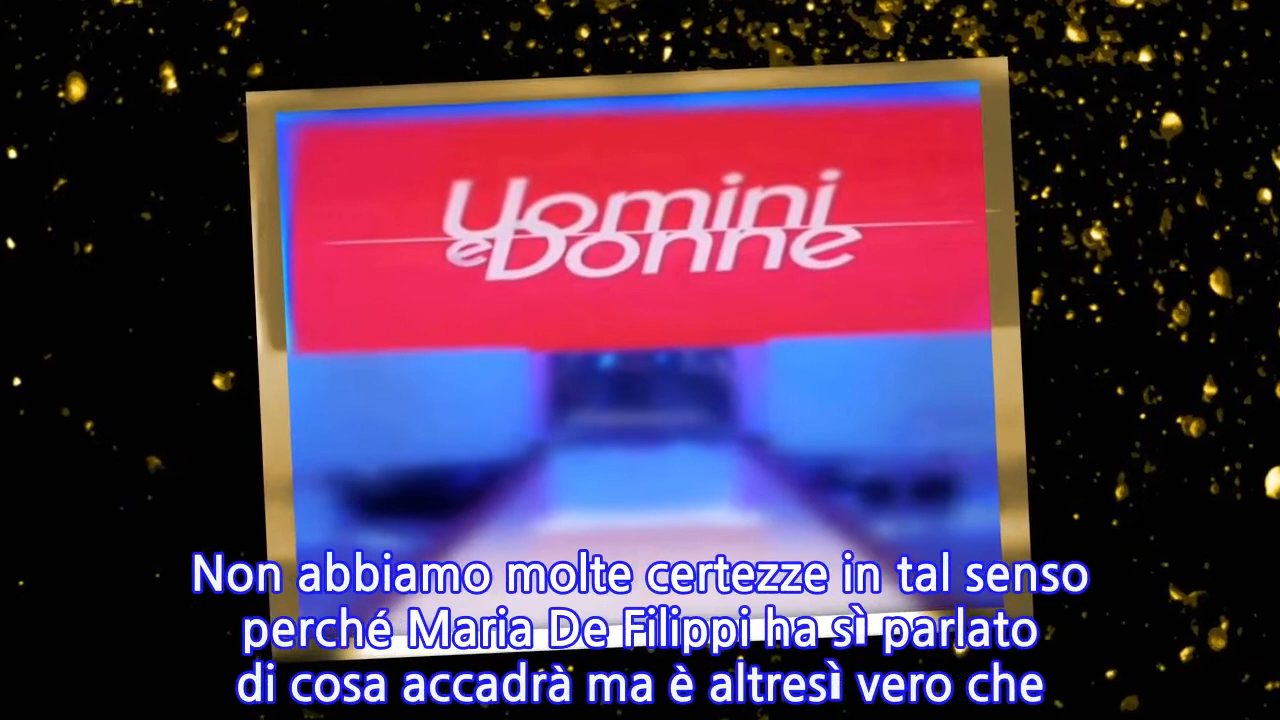 Uomini
e Donne
Non abbiamo molte certezze in tal senso
perché Maria De Filippi ha sì parlato
di cosa accadrà ma è altresì vero che